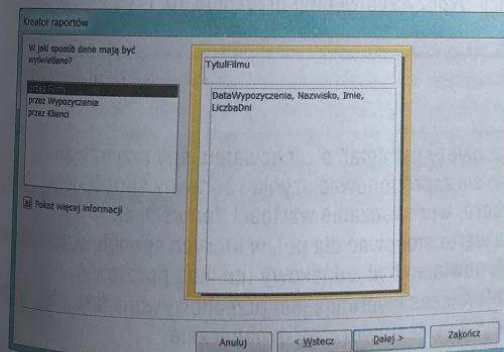 Kreator raportów
W jaki sposób dane mają być
wyświetlane?
przez Filmy
przez Wypozyczenia
przez Klienci
Pokaż więcej informacji
TytulFilmu
DataWypozyczenia, Nazwisko, Imie,
LiczbaDni
Anuluj
< Wstecz
Dalej >
Zakończ